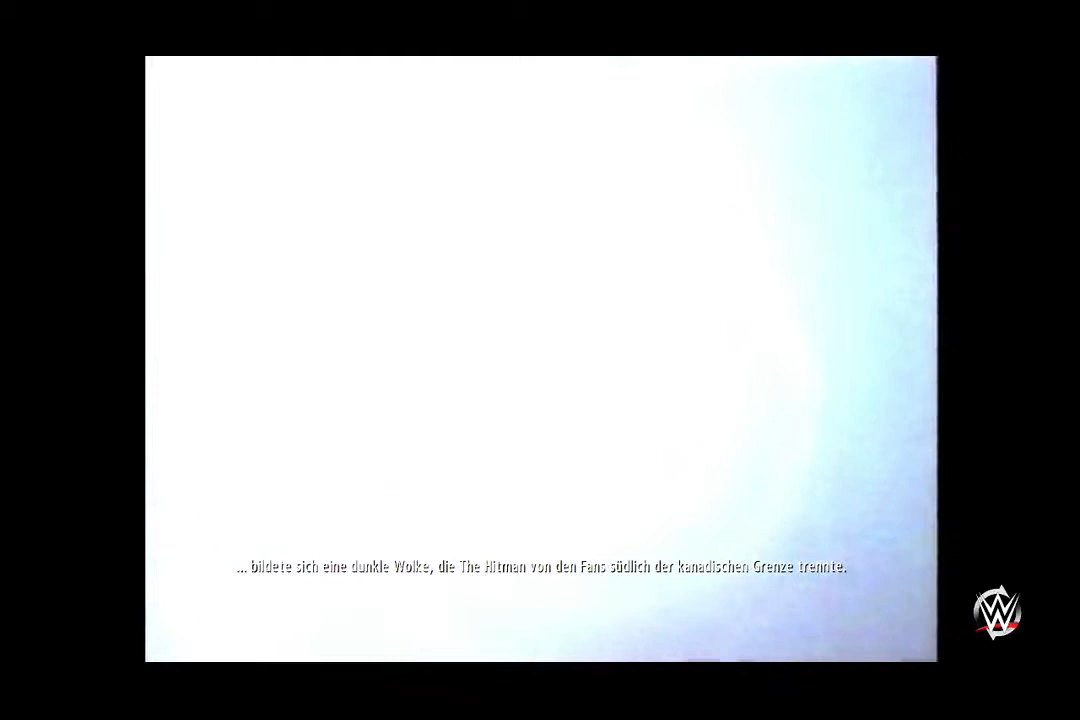 ... bildete sich eine dunkle Wolke, die The Hitman von den Fans südlich der kanadischen Grenze trennte.
W